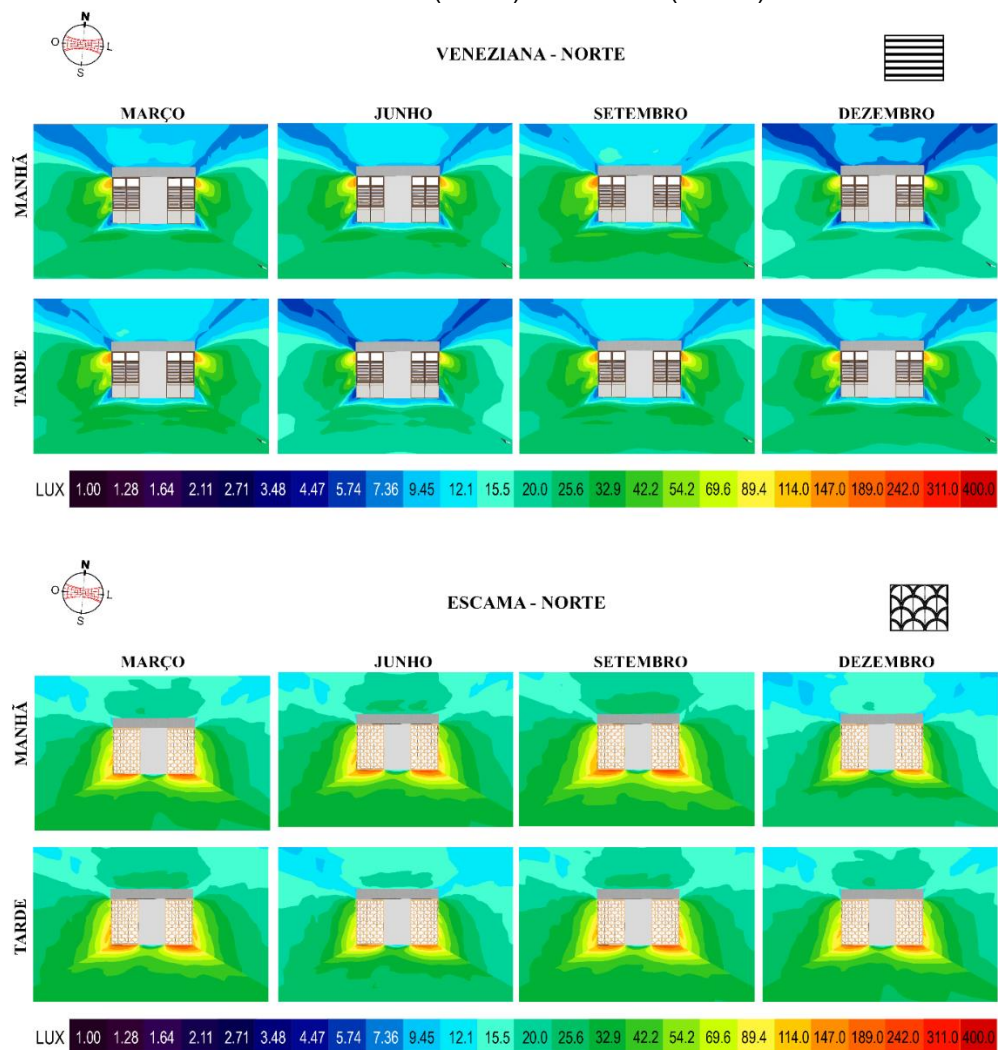 N
O L
S
VENEZIANA - NORTE
MARÇO JUNHO SETEMBRO DEZEMBRO
MANHÃ
TARDE
LUX 1.00 1.28 1.64 2.11 2.71 3.48 4.47 5.74 7.36 9.45 12.1 15.5 20.0 25.6 32.9 42.2 54.2 69.6 89.4 114.0 147.0 189.0 242.0 311.0 400.0
N
O L
S
ESCAMA - NORTE
MARÇO JUNHO SETEMBRO DEZEMBRO
MANHÃ
TARDE
LUX 1.00 1.28 1.64 2.11 2.71 3.48 4.47 5.74 7.36 9.45 12.1 15.5 20.0 25.6 32.9 42.2 54.2 69.6 89.4 114.0 147.0 189.0 242.0 311.0 400.0